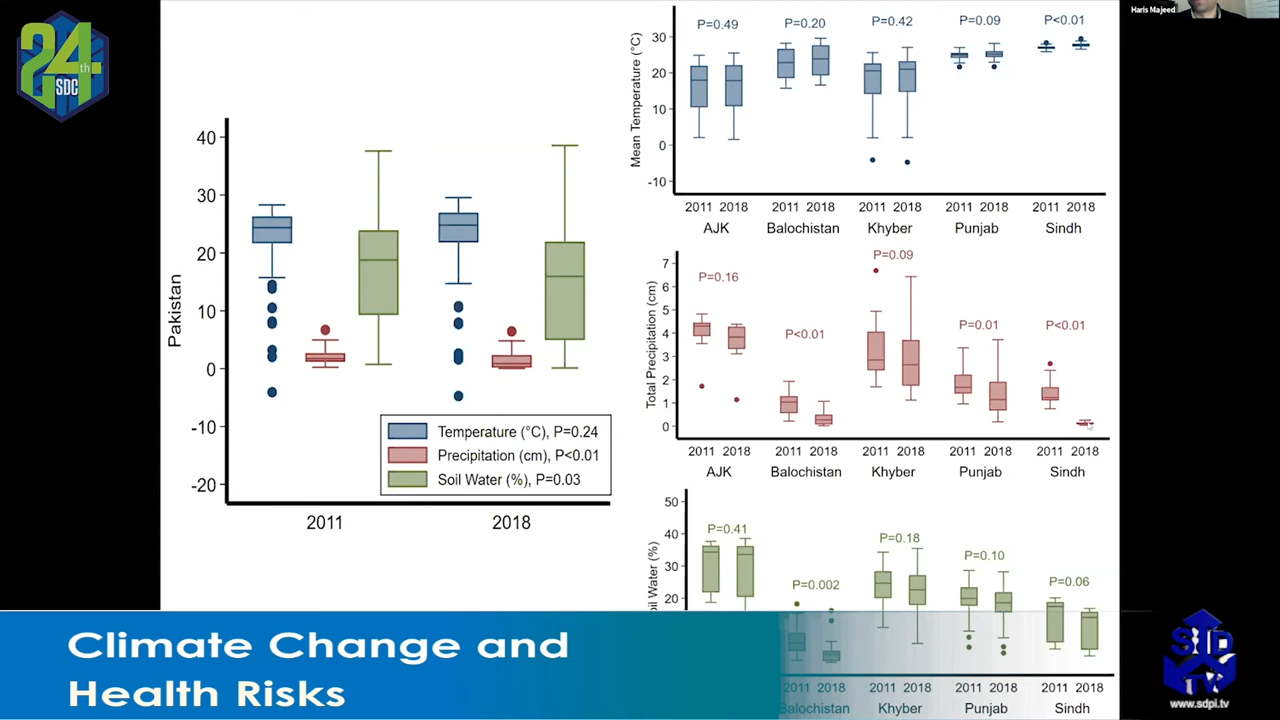 24th
SDC
Haris Majeed
Pakistan
40
30
20
10
0
-10
-20
Temperature (°C), P=0.24
Precipitation (cm), P<0.01
Soil Water (%), P=0.03
2011 2018
Mean Temperature (°C)
30
20
10
0
-10
P=0.49 P=0.20 P=0.42 P=0.09 P<0.01
2011 2018 2011 2018 2011 2018 2011 2018 2011 2018
AJK Balochistan Khyber Punjab Sindh
Total Precipitation (cm)
7
6
5
4
3
2
1
0
P=0.16 P<0.01 P=0.09 P=0.01 P<0.01
2011 2018 2011 2018 2011 2018 2011 2018 2011 2018
AJK Balochistan Khyber Punjab Sindh
oil Water (%)
50
40
30
20
P=0.41 P=0.002 P=0.18 P=0.10 P=0.06
2011 2018 2011 2018 2011 2018 2011 2018
Balochistan Khyber Punjab Sindh
Climate Change and
Health Risks
SDPI
TV
www.sdpi.tv